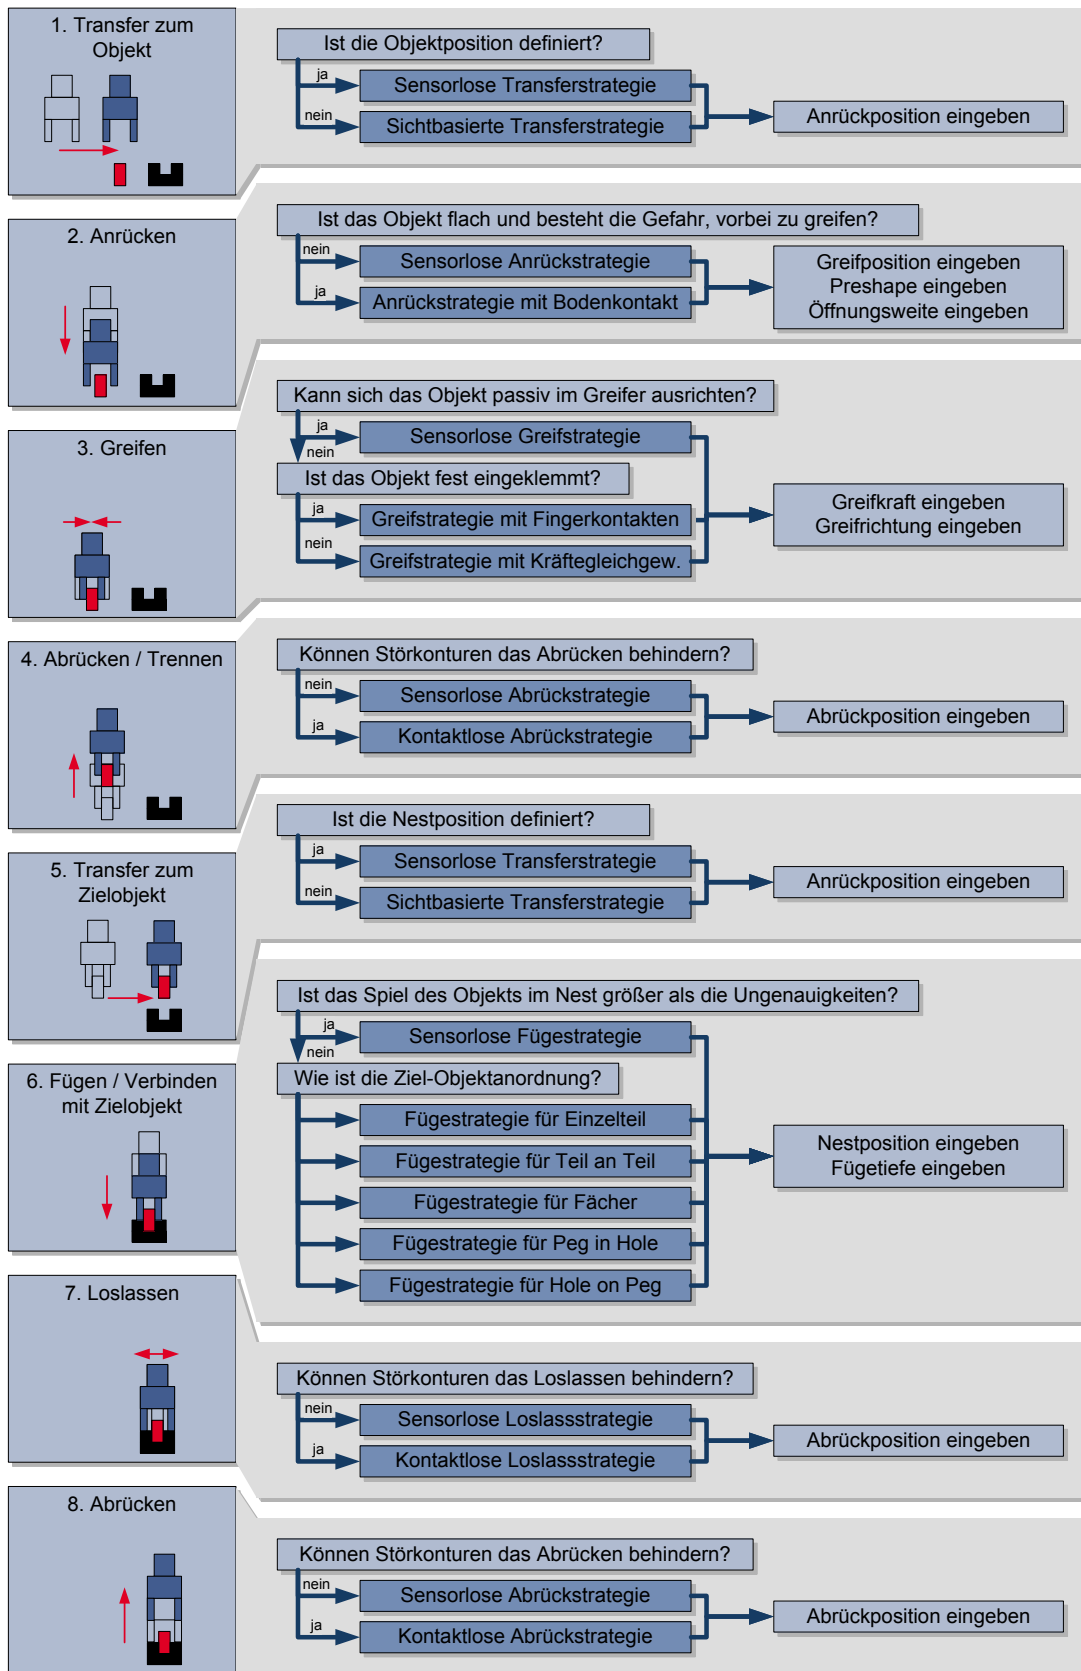 1. Transfer zum
Objekt
Ist die Objektposition definiert?
ja
Sensorlose Transferstrategie
nein
Sichtbasierte Transferstrategie
Anrückposition eingeben
2. Anrücken
Ist das Objekt flach und besteht die Gefahr, vorbei zu greifen?
nein
Sensorlose Anrückstrategie
ja
Anrückstrategie mit Bodenkontakt
Greifposition eingeben
Preshape eingeben
Öffnungsweite eingeben
3. Greifen
Kann sich das Objekt passiv im Greifer ausrichten?
ja
Sensorlose Greifstrategie
nein
Ist das Objekt fest eingeklemmt?
ja
Greifstrategie mit Fingerkontakten
nein
Greifstrategie mit Kräftegleichgew.
Greifkraft eingeben
Greifrichtung eingeben
4. Abrücken / Trennen
Können Störkonturen das Abrücken behindern?
nein
Sensorlose Abrückstrategie
ja
Kontaktlose Abrückstrategie
Abrückposition eingeben
5. Transfer zum
Zielobjekt
Ist die Nestposition definiert?
ja
Sensorlose Transferstrategie
nein
Sichtbasierte Transferstrategie
Anrückposition eingeben
6. Fügen / Verbinden
mit Zielobjekt
Ist das Spiel des Objekts im Nest größer als die Ungenauigkeiten?
ja
Sensorlose Fügestrategie
nein
Wie ist die Ziel-Objektanordnung?
Fügestrategie für Einzelteil
Fügestrategie für Teil an Teil
Fügestrategie für Fächer
Fügestrategie für Peg in Hole
Fügestrategie für Hole on Peg
Nestposition eingeben
Fügetiefe eingeben
7. Loslassen
Können Störkonturen das Loslassen behindern?
nein
Sensorlose Loslassstrategie
ja
Kontaktlose Loslassstrategie
Abrückposition eingeben
8. Abrücken
Können Störkonturen das Abrücken behindern?
nein
Sensorlose Abrückstrategie
ja
Kontaktlose Abrückstrategie
Abrückposition eingeben